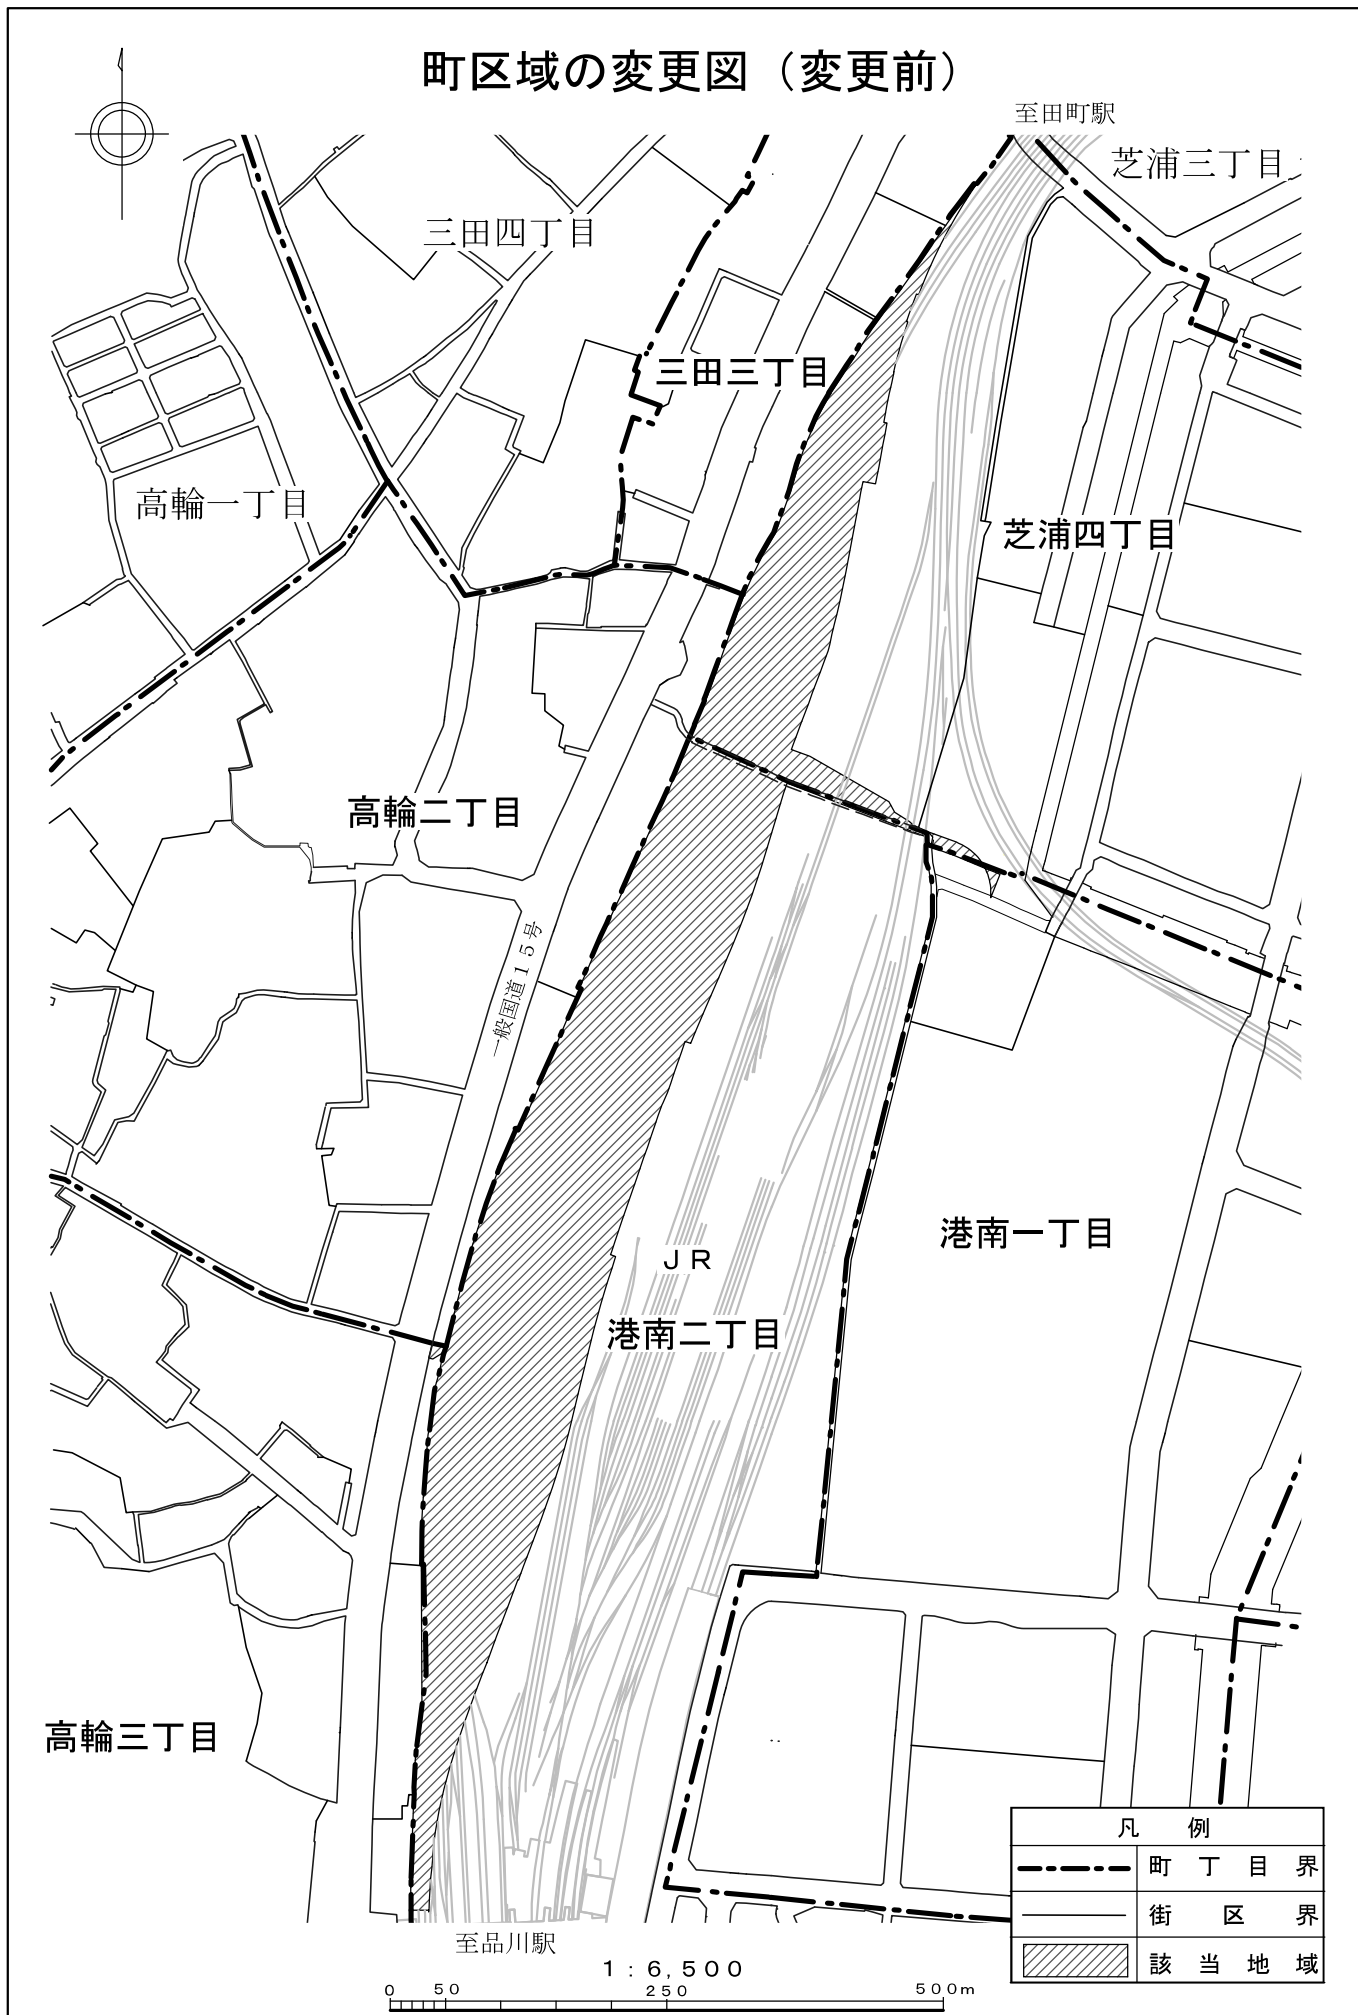 町区域の変更図（変更前）
至田町駅
芝浦三丁目
三田四丁目
三田三丁目
高輪一丁目
芝浦四丁目
高輪二丁目
一般国道15号
港南一丁目
JR
港南二丁目
高輪三丁目
凡 例
町丁目界
街区界
該当地域
至品川駅
1:6,500
0 50 250 500m